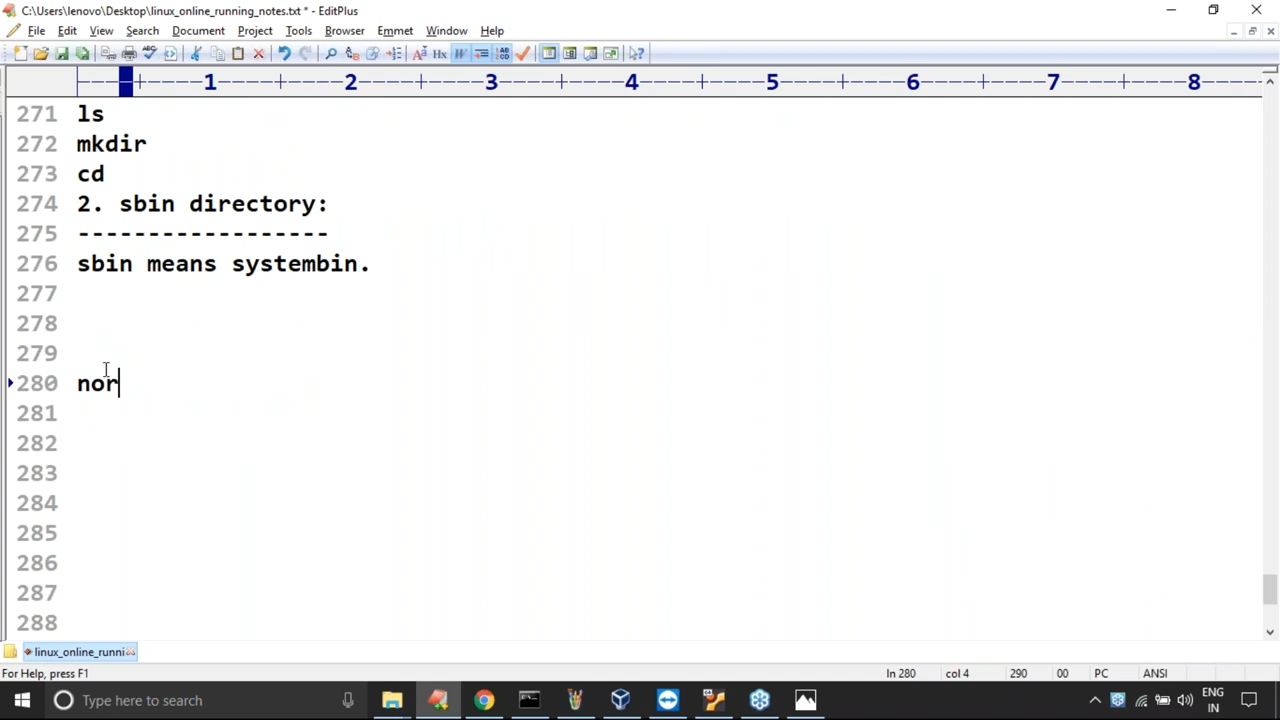 C:\Users\lenovo\Desktop\linux_online_running_notes.txt * - EditPlus
File Edit View Search Document Project Tools Browser Emmet Window Help
1 2 3 4 5 6 7 8
271 ls
272 mkdir
273 cd
274 2. sbin directory:
275 ------------------
276 sbin means systembin.
277
278
279
280 nor
281
282
283
284
285
286
287
288
linux_online_runni
For Help, press F1 ln 280 col 4 290 00 PC ANSI
Type here to search ENG
IN